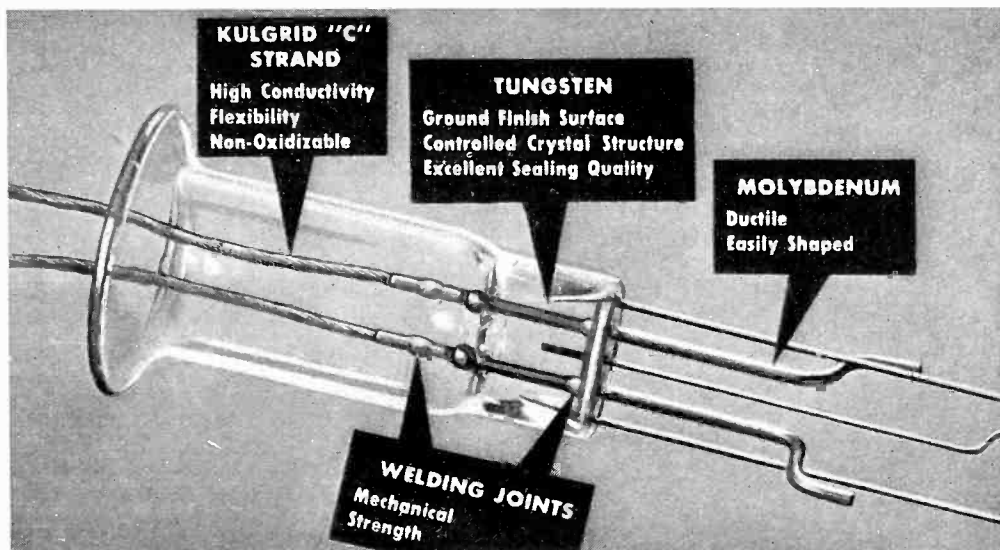 KULGRID "C"
STRAND
High Conductivity
Flexibility
Non-Oxidizable
TUNGSTEN
Ground Finish Surface
Controlled Crystal Structure
Excellent Sealing Quality
MOLYBDENUM
Ductile
Easily Shaped
WELDING JOINTS
Mechanical
Strength